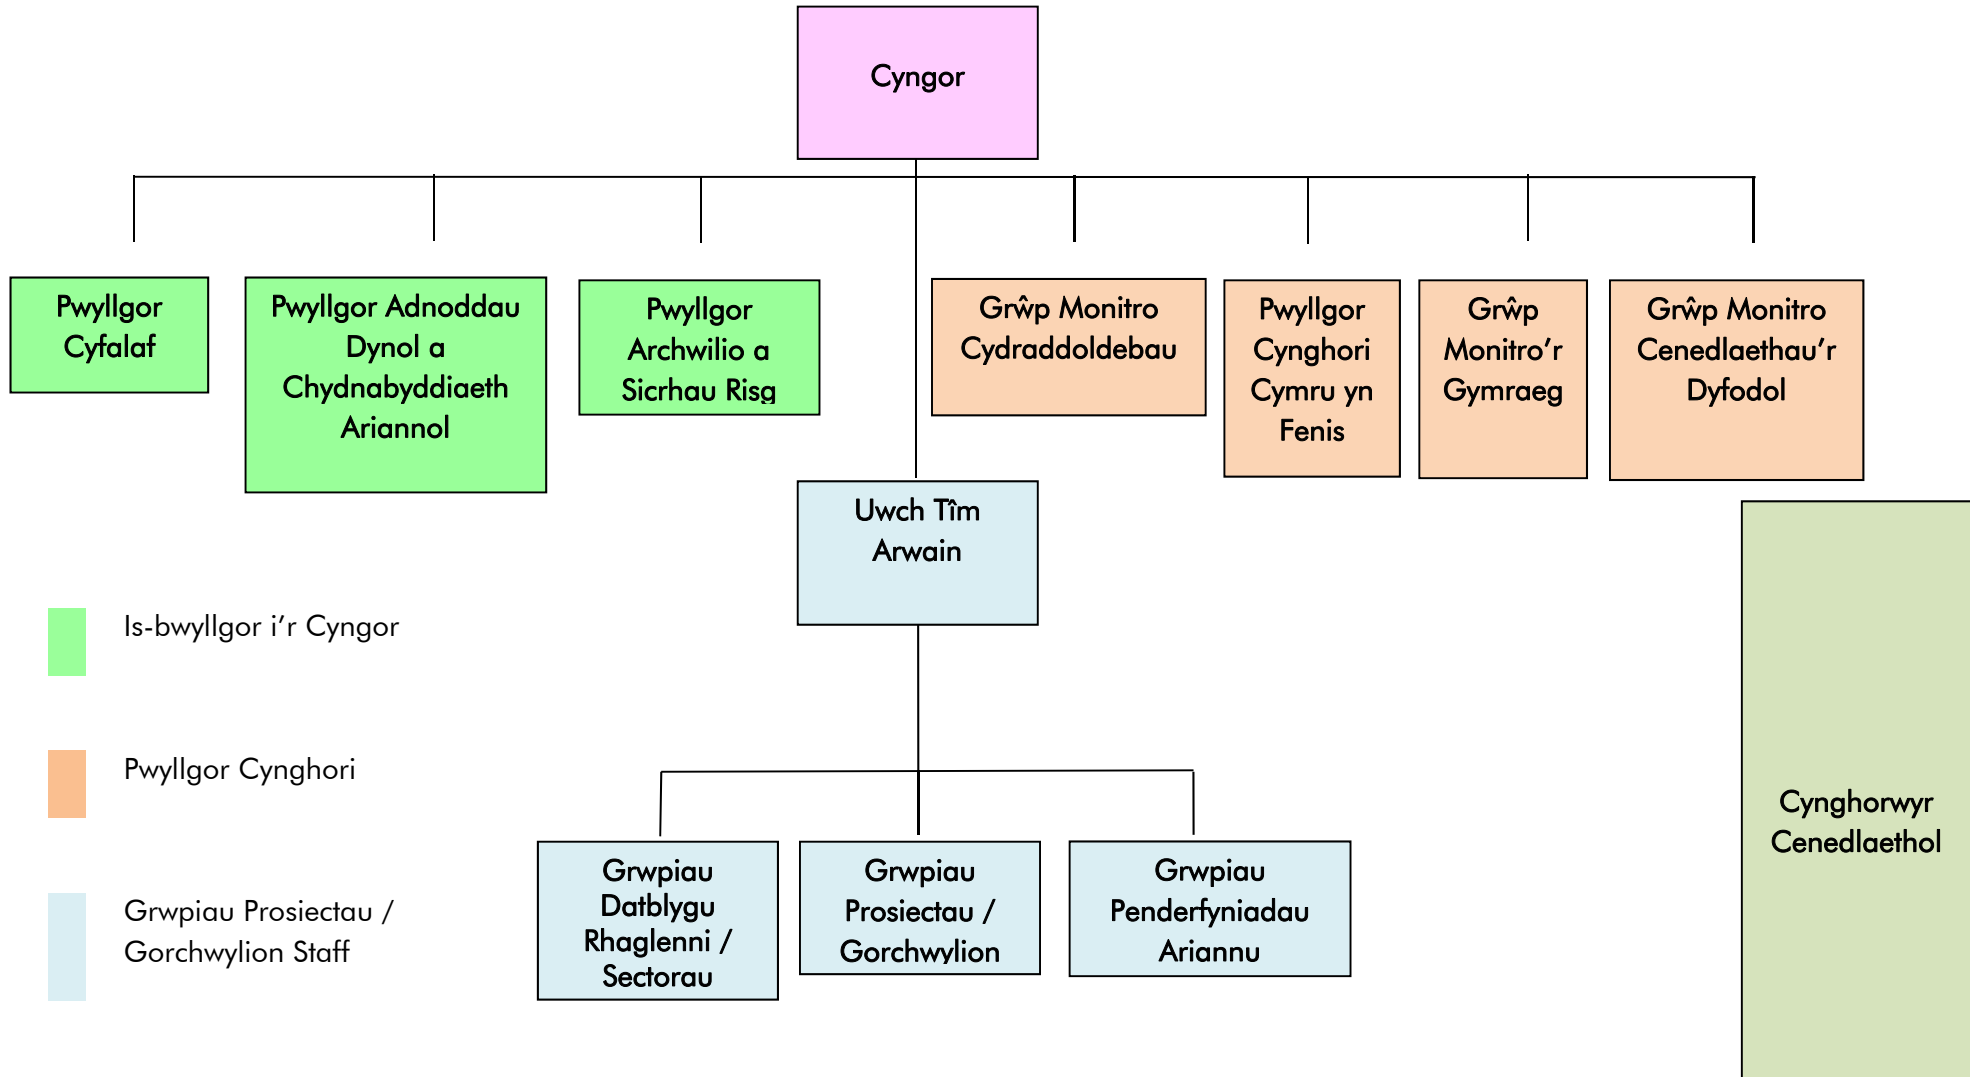 Cyngor
Pwyllgor
Cyfalaf
Pwyllgor Adnoddau
Dynol a
Chydnabyddiaeth
Ariannol
Pwyllgor
Archwilio a
Sicrhau Risg
Grŵp Monitro
Cydraddoldebau
Pwyllgor
Cynghori
Cymru yn
Fenis
Grŵp
Monitro’r
Gymraeg
Grŵp Monitro
Cenedlaethau’r
Dyfodol
Uwch Tîm
Arwain
Is-bwyllgor i’r Cyngor
Pwyllgor Cynghori
Grwpiau Prosiectau /
Gorchwylion Staff
Grwpiau
Datblygu
Rhaglenni /
Sectorau
Grwpiau
Prosiectau /
Gorchwylion
Grwpiau
Penderfyniadau
Ariannu
Cynghorwyr
Cenedlaethol